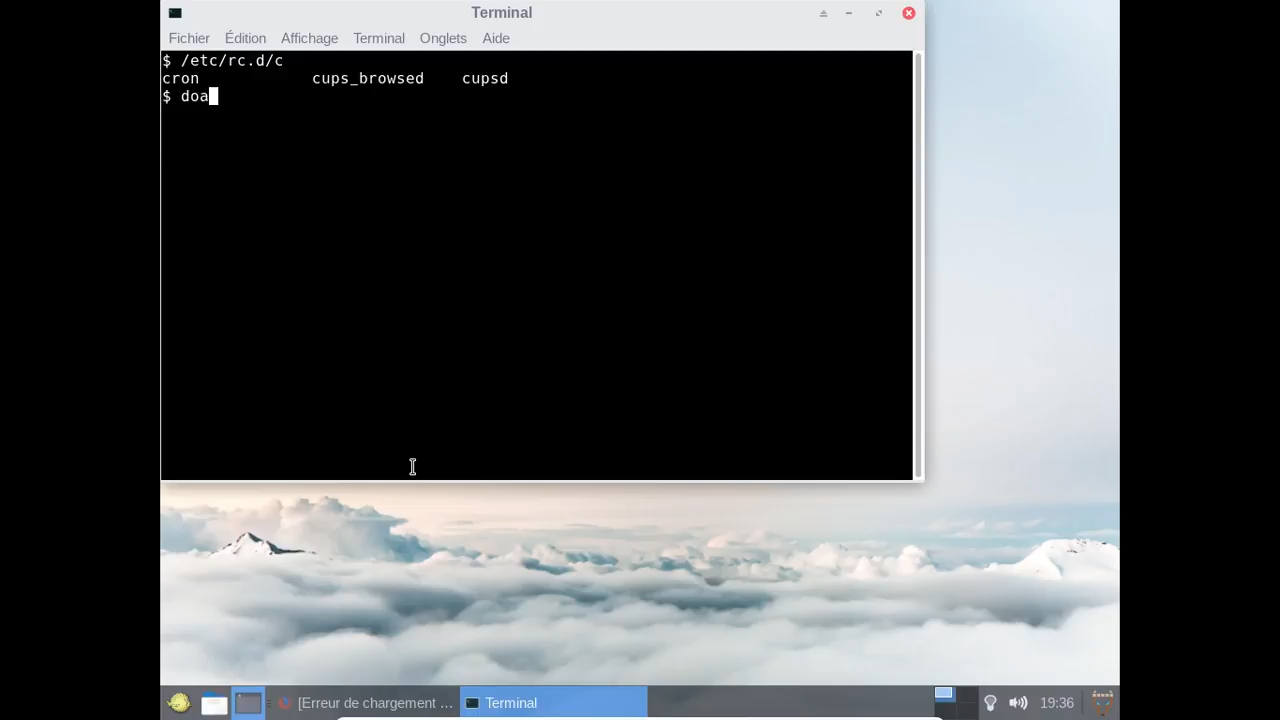 Terminal
Fichier Édition Affichage Terminal Onglets Aide
$ /etc/rc.d/c
cron cups_browsed cupsd
$ doa
[Erreur de chargement ... Terminal 19:36